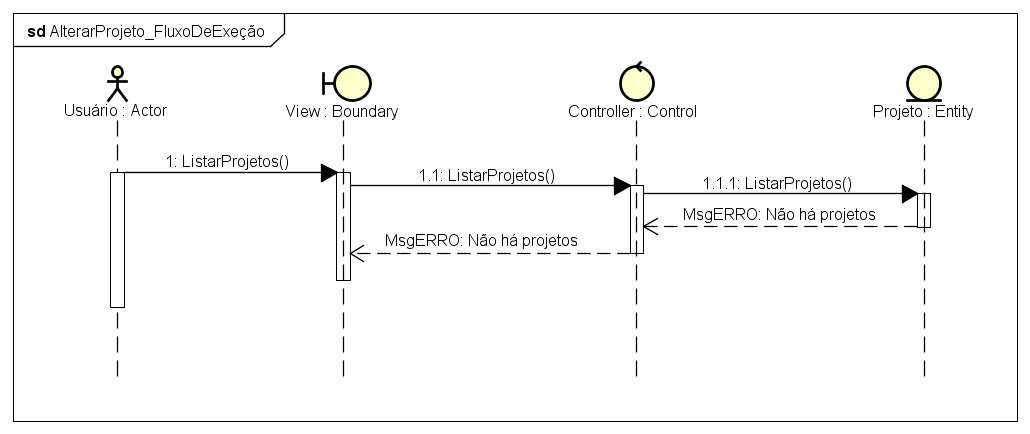 sd AlterarProjeto_FluxoDeExeção
Usuário : Actor
View : Boundary
Controller : Control
Projeto : Entity
1: ListarProjetos()
1.1: ListarProjetos()
1.1.1: ListarProjetos()
MsgERRO: Não há projetos
MsgERRO: Não há projetos